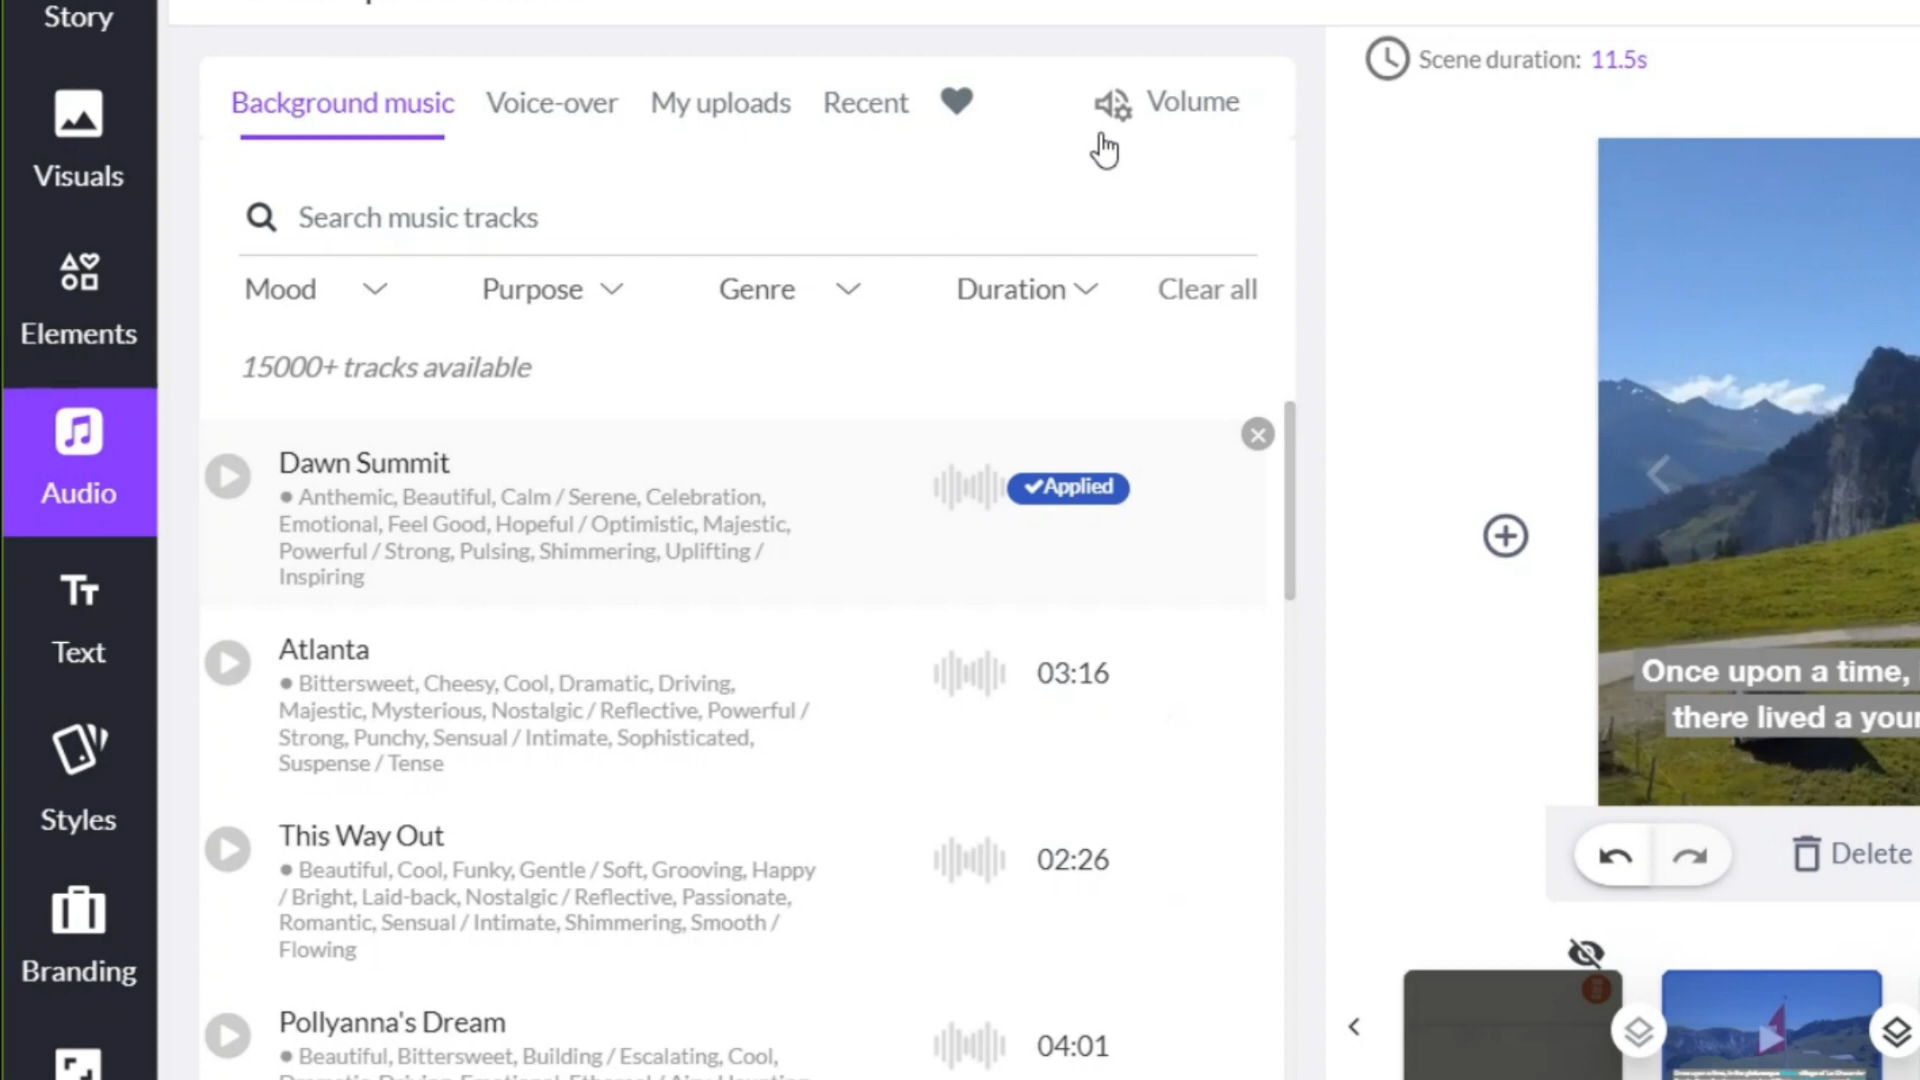 Story
Visuals
Elements
Audio
Text
Styles
Branding
Background music
Voice-over
My uploads
Recent
Volume
Search music tracks
Mood
Purpose
Genre
Duration
Clear all
15000+ tracks available
Dawn Summit
● Anthemic, Beautiful, Calm / Serene, Celebration,
Emotional, Feel Good, Hopeful / Optimistic, Majestic,
Powerful / Strong, Pulsing, Shimmering, Uplifting /
Inspiring
✓Applied
Atlanta
● Bittersweet, Cheesy, Cool, Dramatic, Driving,
Majestic, Mysterious, Nostalgic / Reflective, Powerful /
Strong, Punchy, Sensual / Intimate, Sophisticated,
Suspense / Tense
03:16
This Way Out
● Beautiful, Cool, Funky, Gentle / Soft, Grooving, Happy
/ Bright, Laid-back, Nostalgic / Reflective, Passionate,
Romantic, Sensual / Intimate, Shimmering, Smooth /
Flowing
02:26
Pollyanna's Dream
● Beautiful, Bittersweet, Building / Escalating, Cool,
04:01
Scene duration: 11.5s
Once upon a time,
there lived a your
Delete